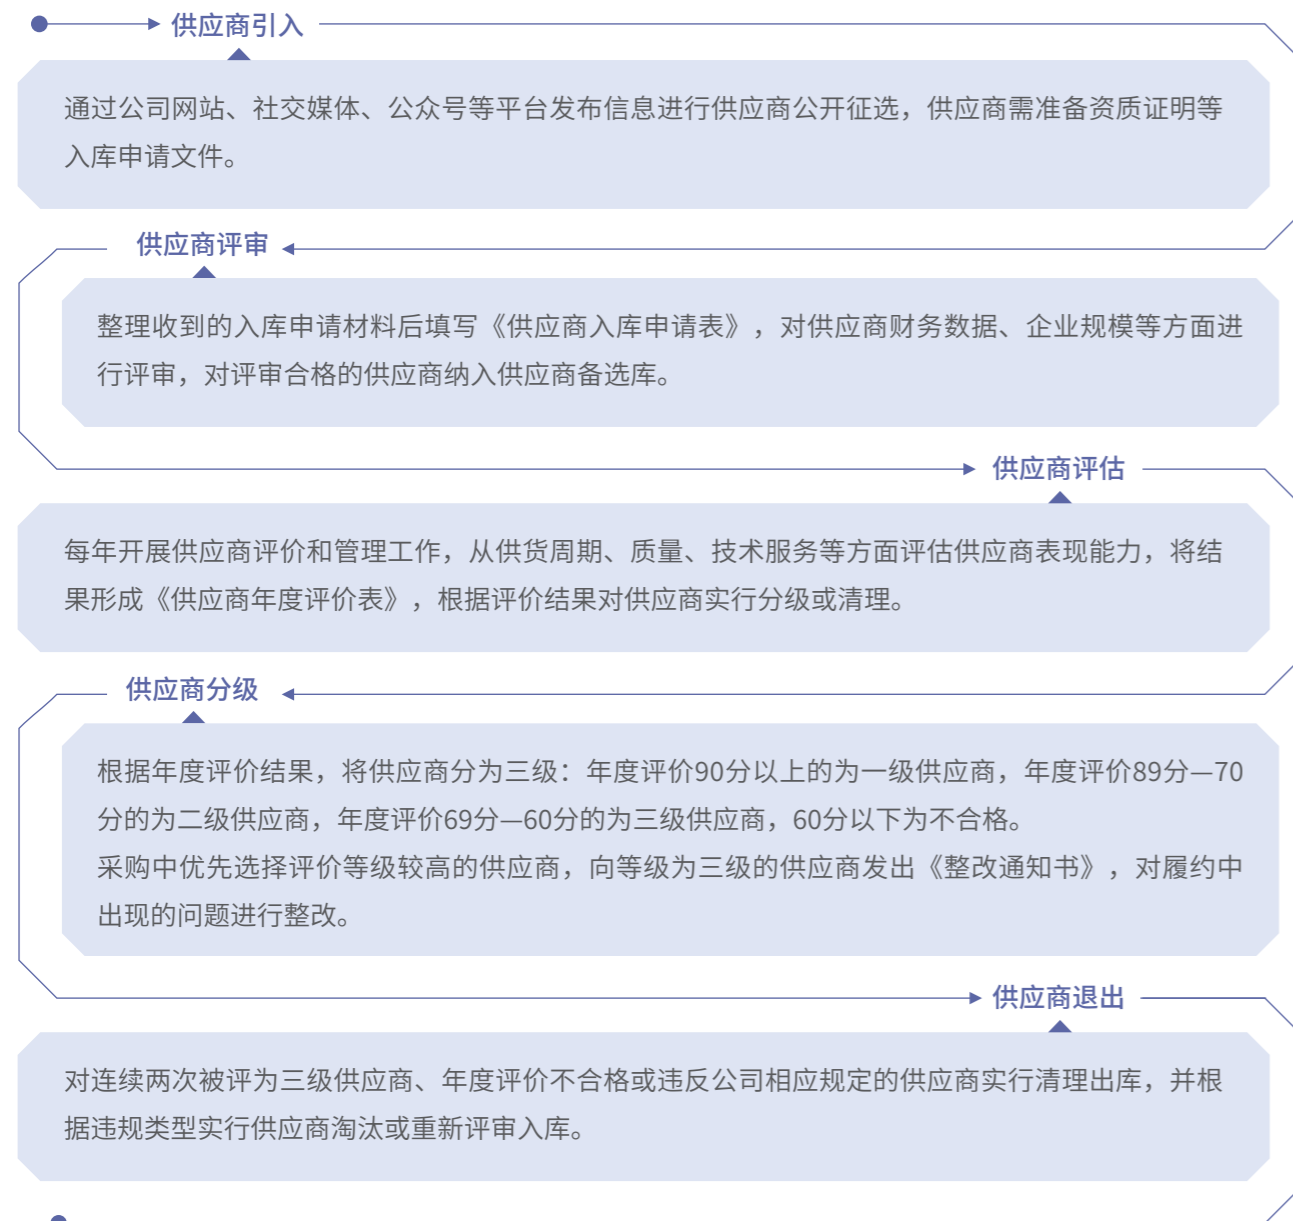 供应商引入
通过公司网站、社交媒体、公众号等平台发布信息进行供应商公开征选，供应商需准备资质证明等
入库申请文件。
供应商评审
整理收到的入库申请材料后填写《供应商入库申请表》，对供应商财务数据、企业规模等方面进
行评审，对评审合格的供应商纳入供应商备选库。
供应商评估
每年开展供应商评价和管理工作，从供货周期、质量、技术服务等方面评估供应商表现能力，将结
果形成《供应商年度评价表》，根据评价结果对供应商实行分级或清理。
供应商分级
根据年度评价结果，将供应商分为三级：年度评价90分以上的为一级供应商，年度评价89分—70
分的为二级供应商，年度评价69分—60分的为三级供应商，60分以下为不合格。
采购中优先选择评价等级较高的供应商，向等级为三级的供应商发出《整改通知书》，对履约中
出现的问题进行整改。
供应商退出
对连续两次被评为三级供应商、年度评价不合格或违反公司相应规定的供应商实行清理出库，并根
据违规类型实行供应商淘汰或重新评审入库。